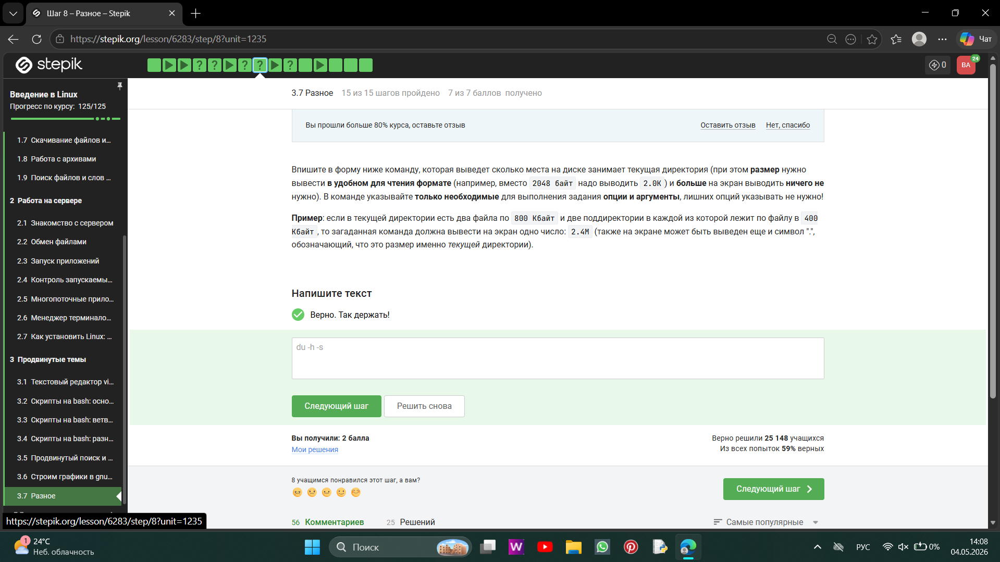 Шаг 8 – Разное – Stepik
https://stepik.org/lesson/6283/step/8?unit=1235
Чат
stepik
0
BA
24
Введение в Linux
Прогресс по курсу: 125/125
1.7 Скачивание файлов и...
1.8 Работа с архивами
1.9 Поиск файлов и слов ...
2 Работа на сервере
2.1 Знакомство с сервером
2.2 Обмен файлами
2.3 Запуск приложений
2.4 Контроль запускаемы...
2.5 Многопоточные прило...
2.6 Менеджер терминало...
2.7 Как установить Linux: ...
3 Продвинутые темы
3.1 Текстовый редактор vi...
3.2 Скрипты на bash: осно...
3.3 Скрипты на bash: ветв...
3.4 Скрипты на bash: разн...
3.5 Продвинутый поиск и ...
3.6 Строим графики в gnu...
3.7 Разное
https://stepik.org/lesson/6283/step/8?unit=1235
3.7 Разное 15 из 15 шагов пройдено 7 из 7 баллов получено
Вы прошли больше 80% курса, оставьте отзыв
Оставить отзыв Нет, спасибо
Впишите в форму ниже команду, которая выведет сколько места на диске занимает текущая директория (при этом размер нужно
вывести в удобном для чтения формате (например, вместо 2048 байт надо выводить 2.0K ) и больше на экран выводить ничего не
нужно). В команде указывайте только необходимые для выполнения задания опции и аргументы, лишних опций указывать не нужно!
Пример: если в текущей директории есть два файла по 800 Кбайт и две поддиректории в каждой из которой лежит по файлу в 400
Кбайт , то загаданная команда должна вывести на экран одно число: 2.4M (также на экране может быть выведен еще и символ ".",
обозначающий, что это размер именно текущей директории).
Напишите текст
Верно. Так держать!
du -h -s
Следующий шаг
Решить снова
Вы получили: 2 балла
Мои решения
Верно решили 25 148 учащихся
Из всех попыток 59% верных
8 учащимся понравился этот шаг, а вам?
Следующий шаг
56 Комментариев
25 Решений
Самые популярные
1
24°C
Неб. облачность
Поиск
W
РУС
0%
14:08
04.05.2026